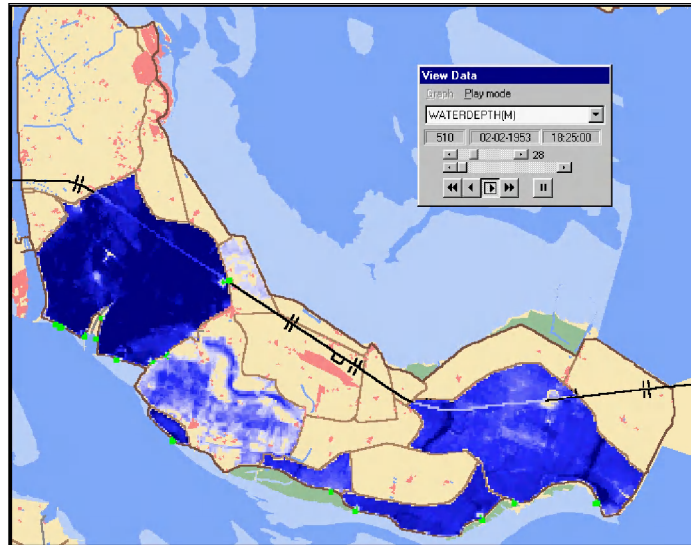 View Data
Graph Play mode
WATERDEPTH(M)
510 02-02-1953 18:25:00
28